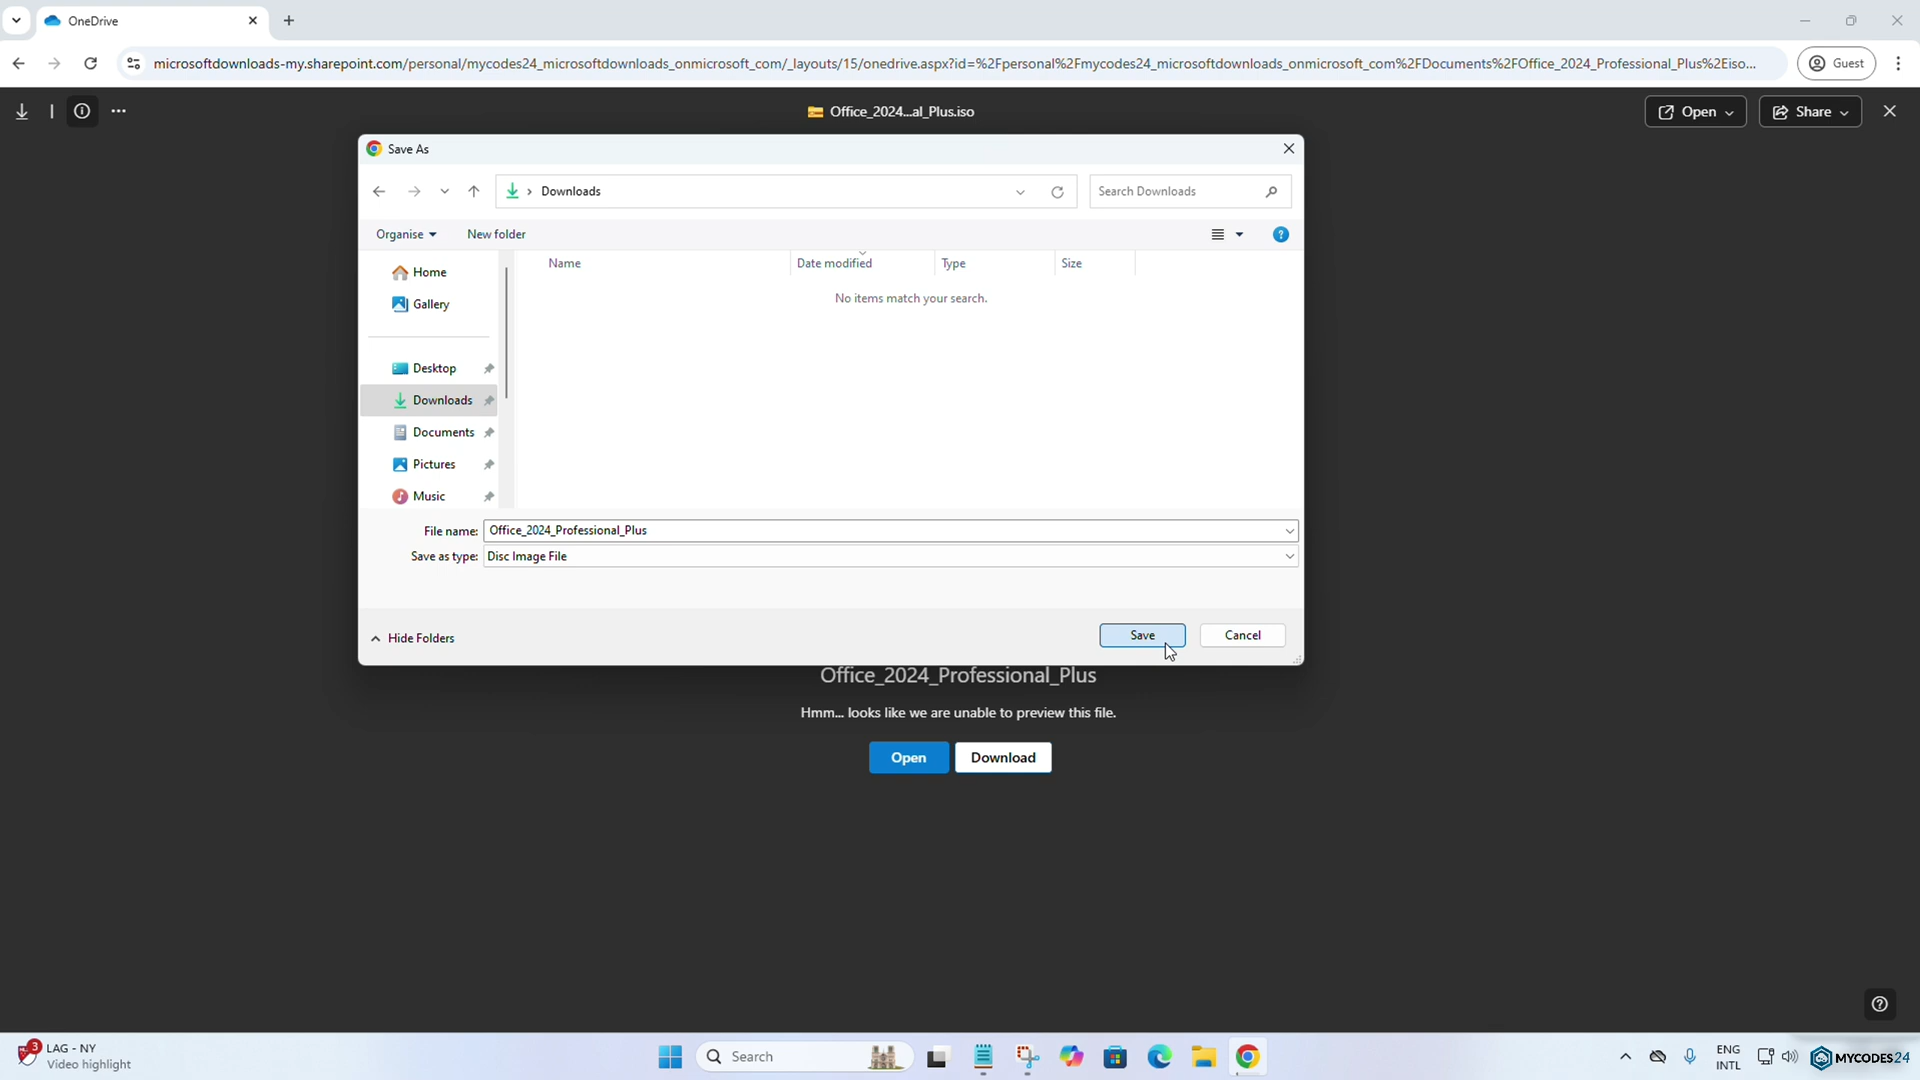 OneDrive
microsoftdownloads-my.sharepoint.com/personal/mycodes24_microsoftdownloads_onmicrosoft_com/_layouts/15/onedrive.aspx?id=%2Fpersonal%2Fmycodes24_microsoftdownloads_onmicrosoft_com%2FDocuments%2FOffice_2024_Professional_Plus%2Eiso...
Guest
Office_2024...al_Plus.iso
Open
Share
Save As
Downloads
Search Downloads
Organise
New folder
Name
Date modified
Type
Size
Home
No items match your search.
Gallery
Desktop
Downloads
Documents
Pictures
Music
File name: Office_2024_Professional_Plus
Save as type: Disc Image File
Hide Folders
Save
Cancel
Office_2024_Professional_Plus
Hmm... looks like we are unable to preview this file.
Open
Download
3
LAG - NY
Video highlight
Search
ENG
INTL
MYCODES24